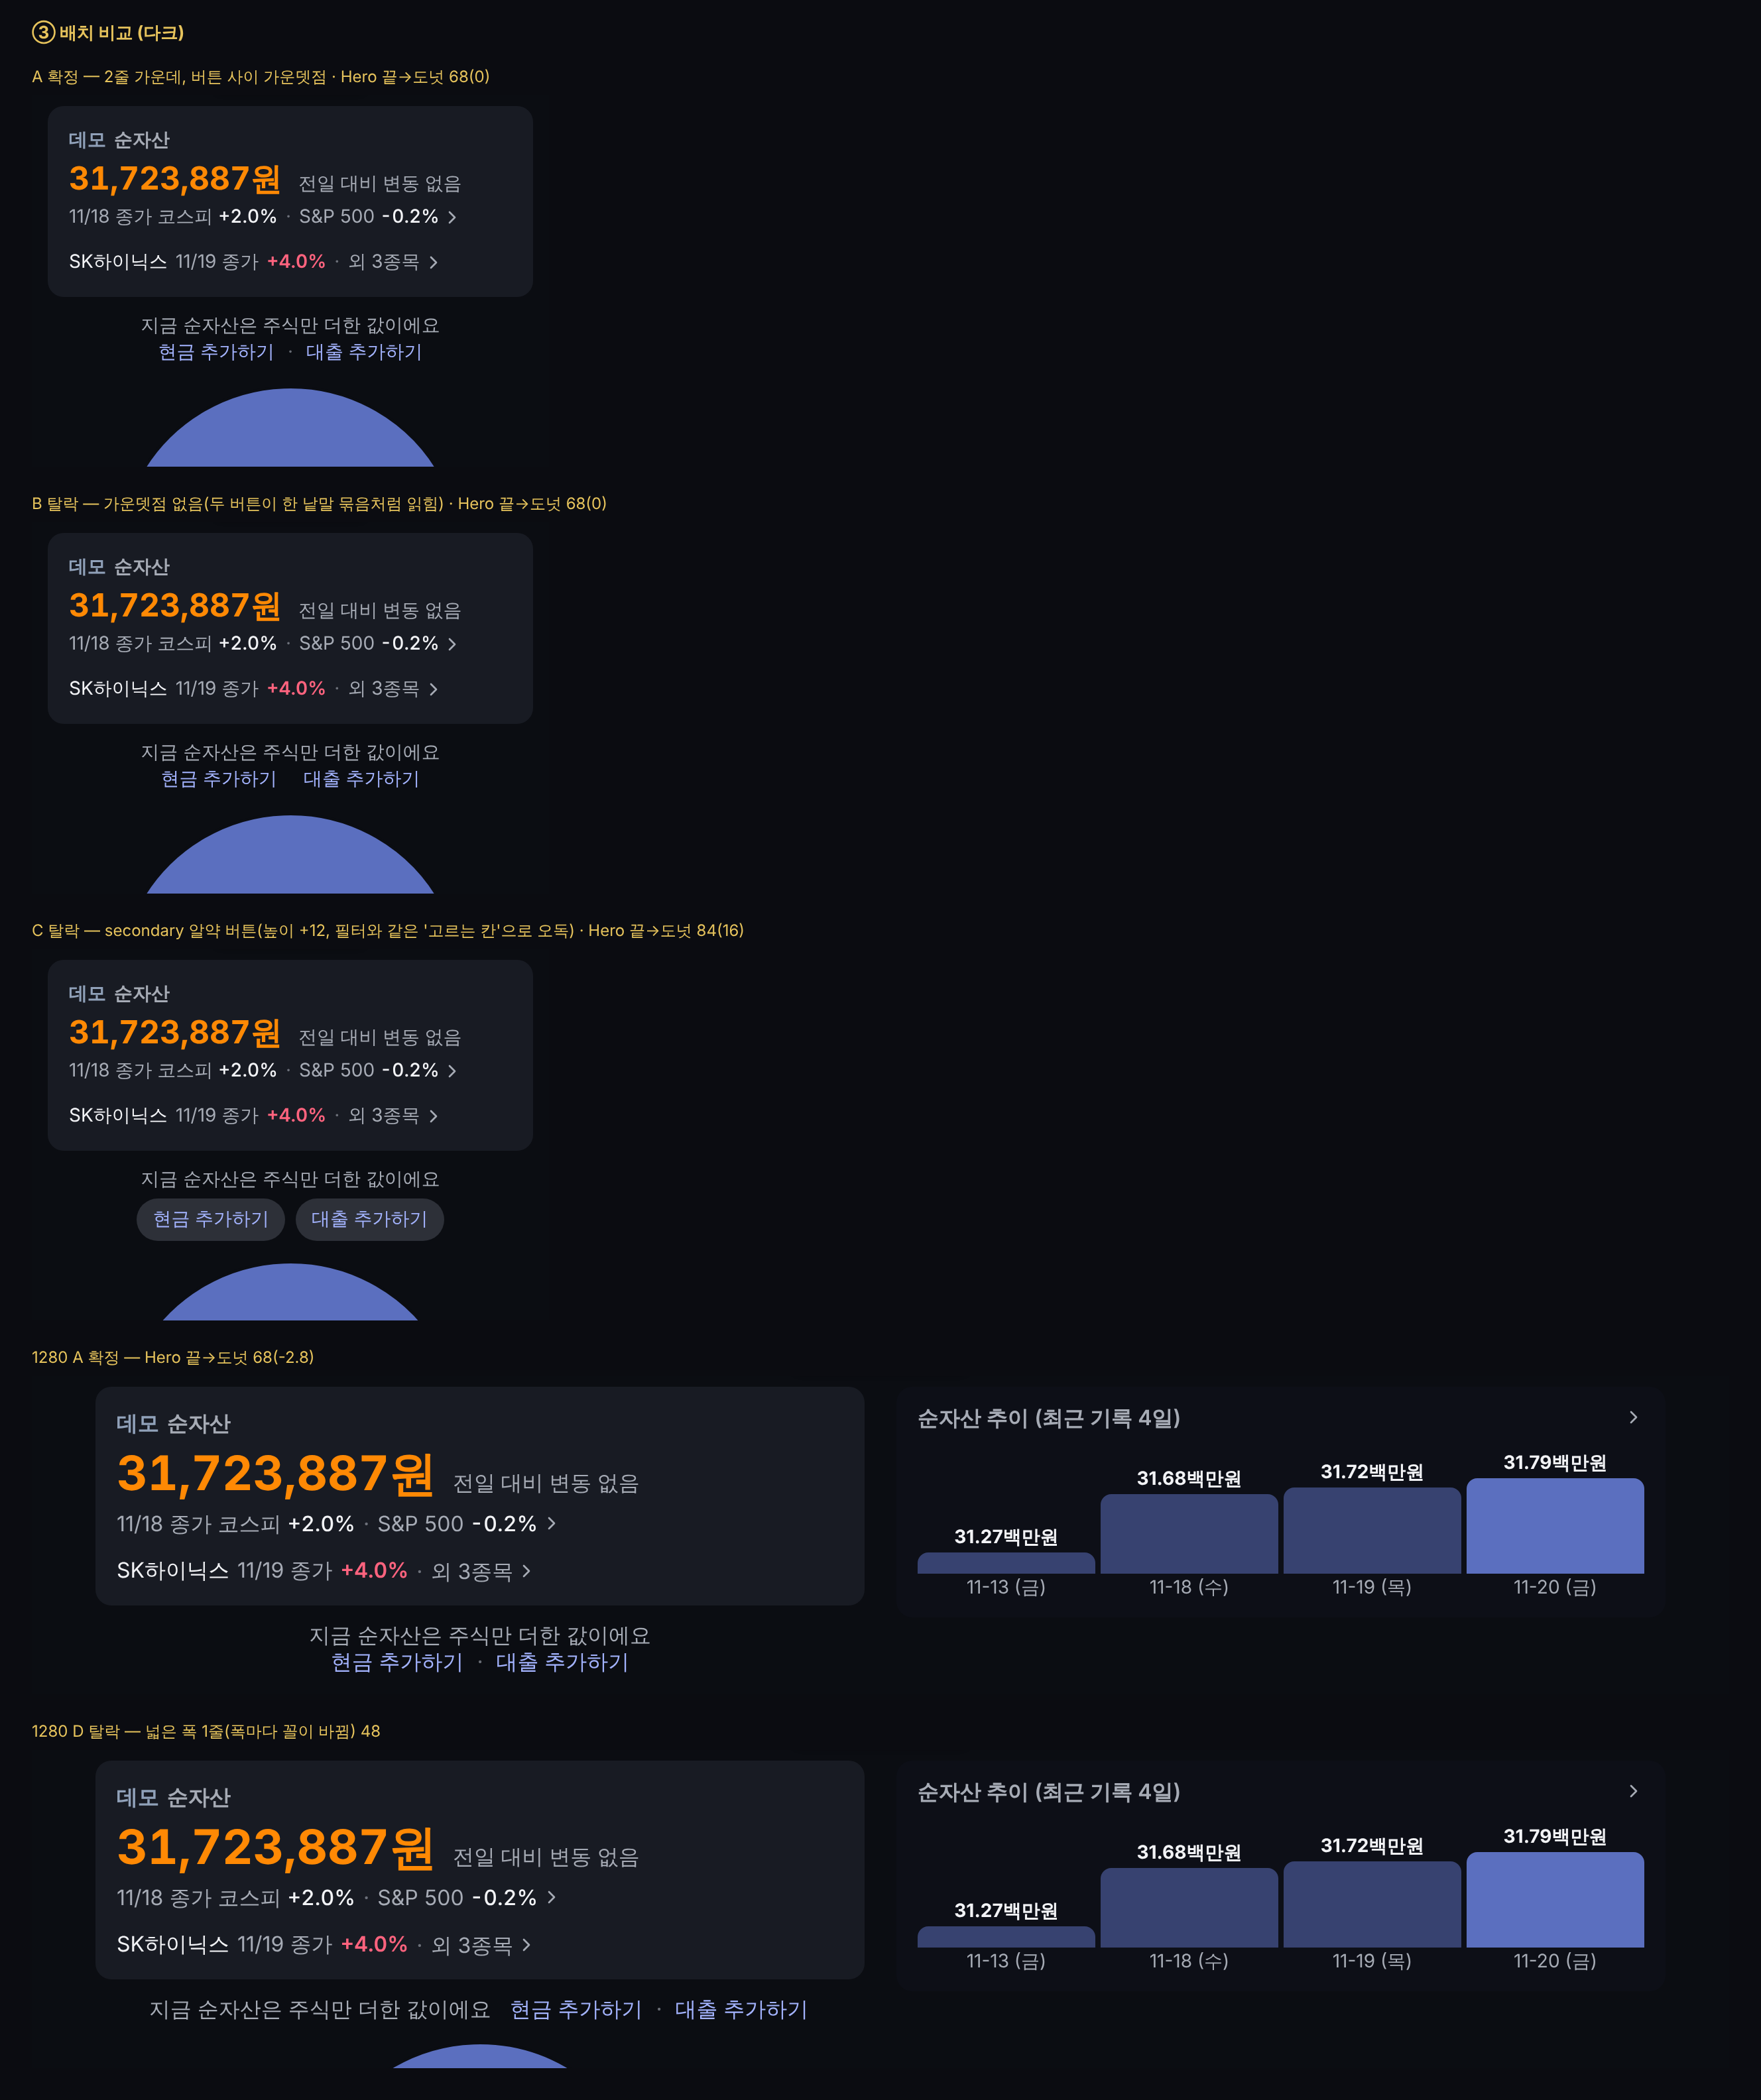 ③ 배치 비교 (다크)
A 확정 — 2줄 가운데, 버튼 사이 가운뎃점 · Hero 끝→도넛 68(0)
데모 순자산
31,723,887원 전일 대비 변동 없음
11/18 종가 코스피 +2.0% · S&P 500 -0.2% >
SK하이닉스 11/19 종가 +4.0% · 외 3종목 >
지금 순자산은 주식만 더한 값이에요
현금 추가하기 · 대출 추가하기
B 탈락 — 가운뎃점 없음(두 버튼이 한 낱말 묶음처럼 읽힘) · Hero 끝→도넛 68(0)
데모 순자산
31,723,887원 전일 대비 변동 없음
11/18 종가 코스피 +2.0% · S&P 500 -0.2% >
SK하이닉스 11/19 종가 +4.0% · 외 3종목 >
지금 순자산은 주식만 더한 값이에요
현금 추가하기 대출 추가하기
C 탈락 — secondary 알약 버튼(높이 +12, 필터와 같은 '고르는 칸'으로 오독) · Hero 끝→도넛 84(16)
데모 순자산
31,723,887원 전일 대비 변동 없음
11/18 종가 코스피 +2.0% · S&P 500 -0.2% >
SK하이닉스 11/19 종가 +4.0% · 외 3종목 >
지금 순자산은 주식만 더한 값이에요
현금 추가하기 대출 추가하기
1280 A 확정 — Hero 끝→도넛 68(-2.8)
데모 순자산
31,723,887원 전일 대비 변동 없음
11/18 종가 코스피 +2.0% · S&P 500 -0.2% >
SK하이닉스 11/19 종가 +4.0% · 외 3종목 >
지금 순자산은 주식만 더한 값이에요
현금 추가하기 · 대출 추가하기
순자산 추이 (최근 기록 4일) >
31.27백만원 31.68백만원 31.72백만원 31.79백만원
11-13 (금) 11-18 (수) 11-19 (목) 11-20 (금)
1280 D 탈락 — 넓은 폭 1줄(폭마다 꼴이 바뀜) 48
데모 순자산
31,723,887원 전일 대비 변동 없음
11/18 종가 코스피 +2.0% · S&P 500 -0.2% >
SK하이닉스 11/19 종가 +4.0% · 외 3종목 >
지금 순자산은 주식만 더한 값이에요 현금 추가하기 · 대출 추가하기
순자산 추이 (최근 기록 4일) >
31.27백만원 31.68백만원 31.72백만원 31.79백만원
11-13 (금) 11-18 (수) 11-19 (목) 11-20 (금)